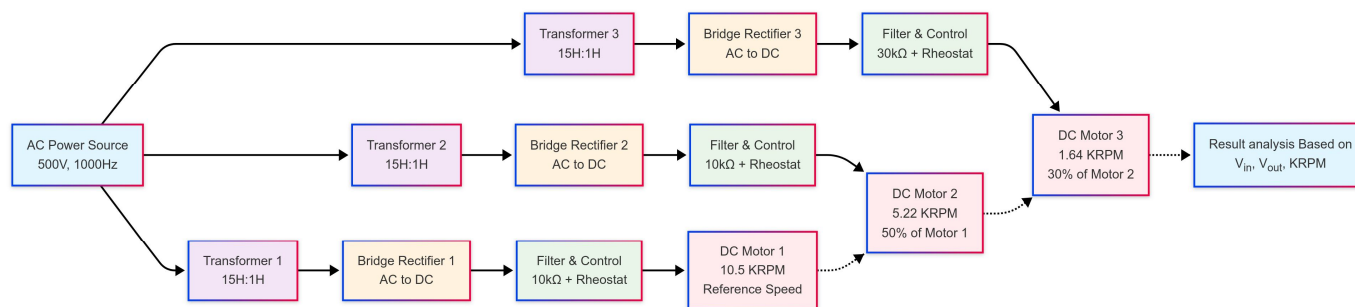 Transformer 3
15H:1H
Bridge Rectifier 3
AC to DC
Filter & Control
30kΩ + Rheostat
AC Power Source
500V, 1000Hz
Transformer 2
15H:1H
Bridge Rectifier 2
AC to DC
Filter & Control
10kΩ + Rheostat
DC Motor 3
1.64 KRPM
30% of Motor 2
Result analysis Based on
Vin, Vout, KRPM
DC Motor 2
5.22 KRPM
50% of Motor 1
Transformer 1
15H:1H
Bridge Rectifier 1
AC to DC
Filter & Control
10kΩ + Rheostat
DC Motor 1
10.5 KRPM
Reference Speed